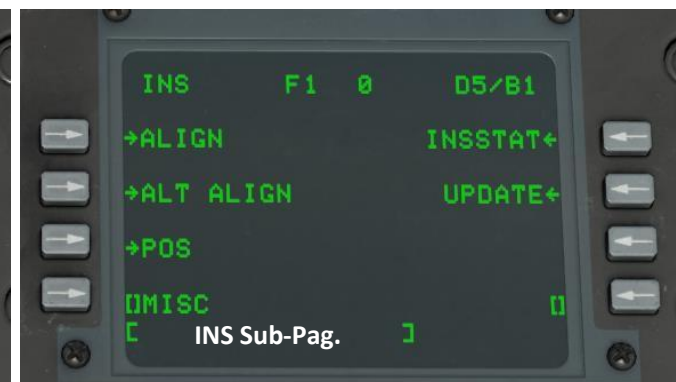 INS F1 0 D5/B1
→ALIGN INSSTAT←
→ALT ALIGN UPDATE←
→POS
[]MISC []
[ INS Sub-Pag. ]